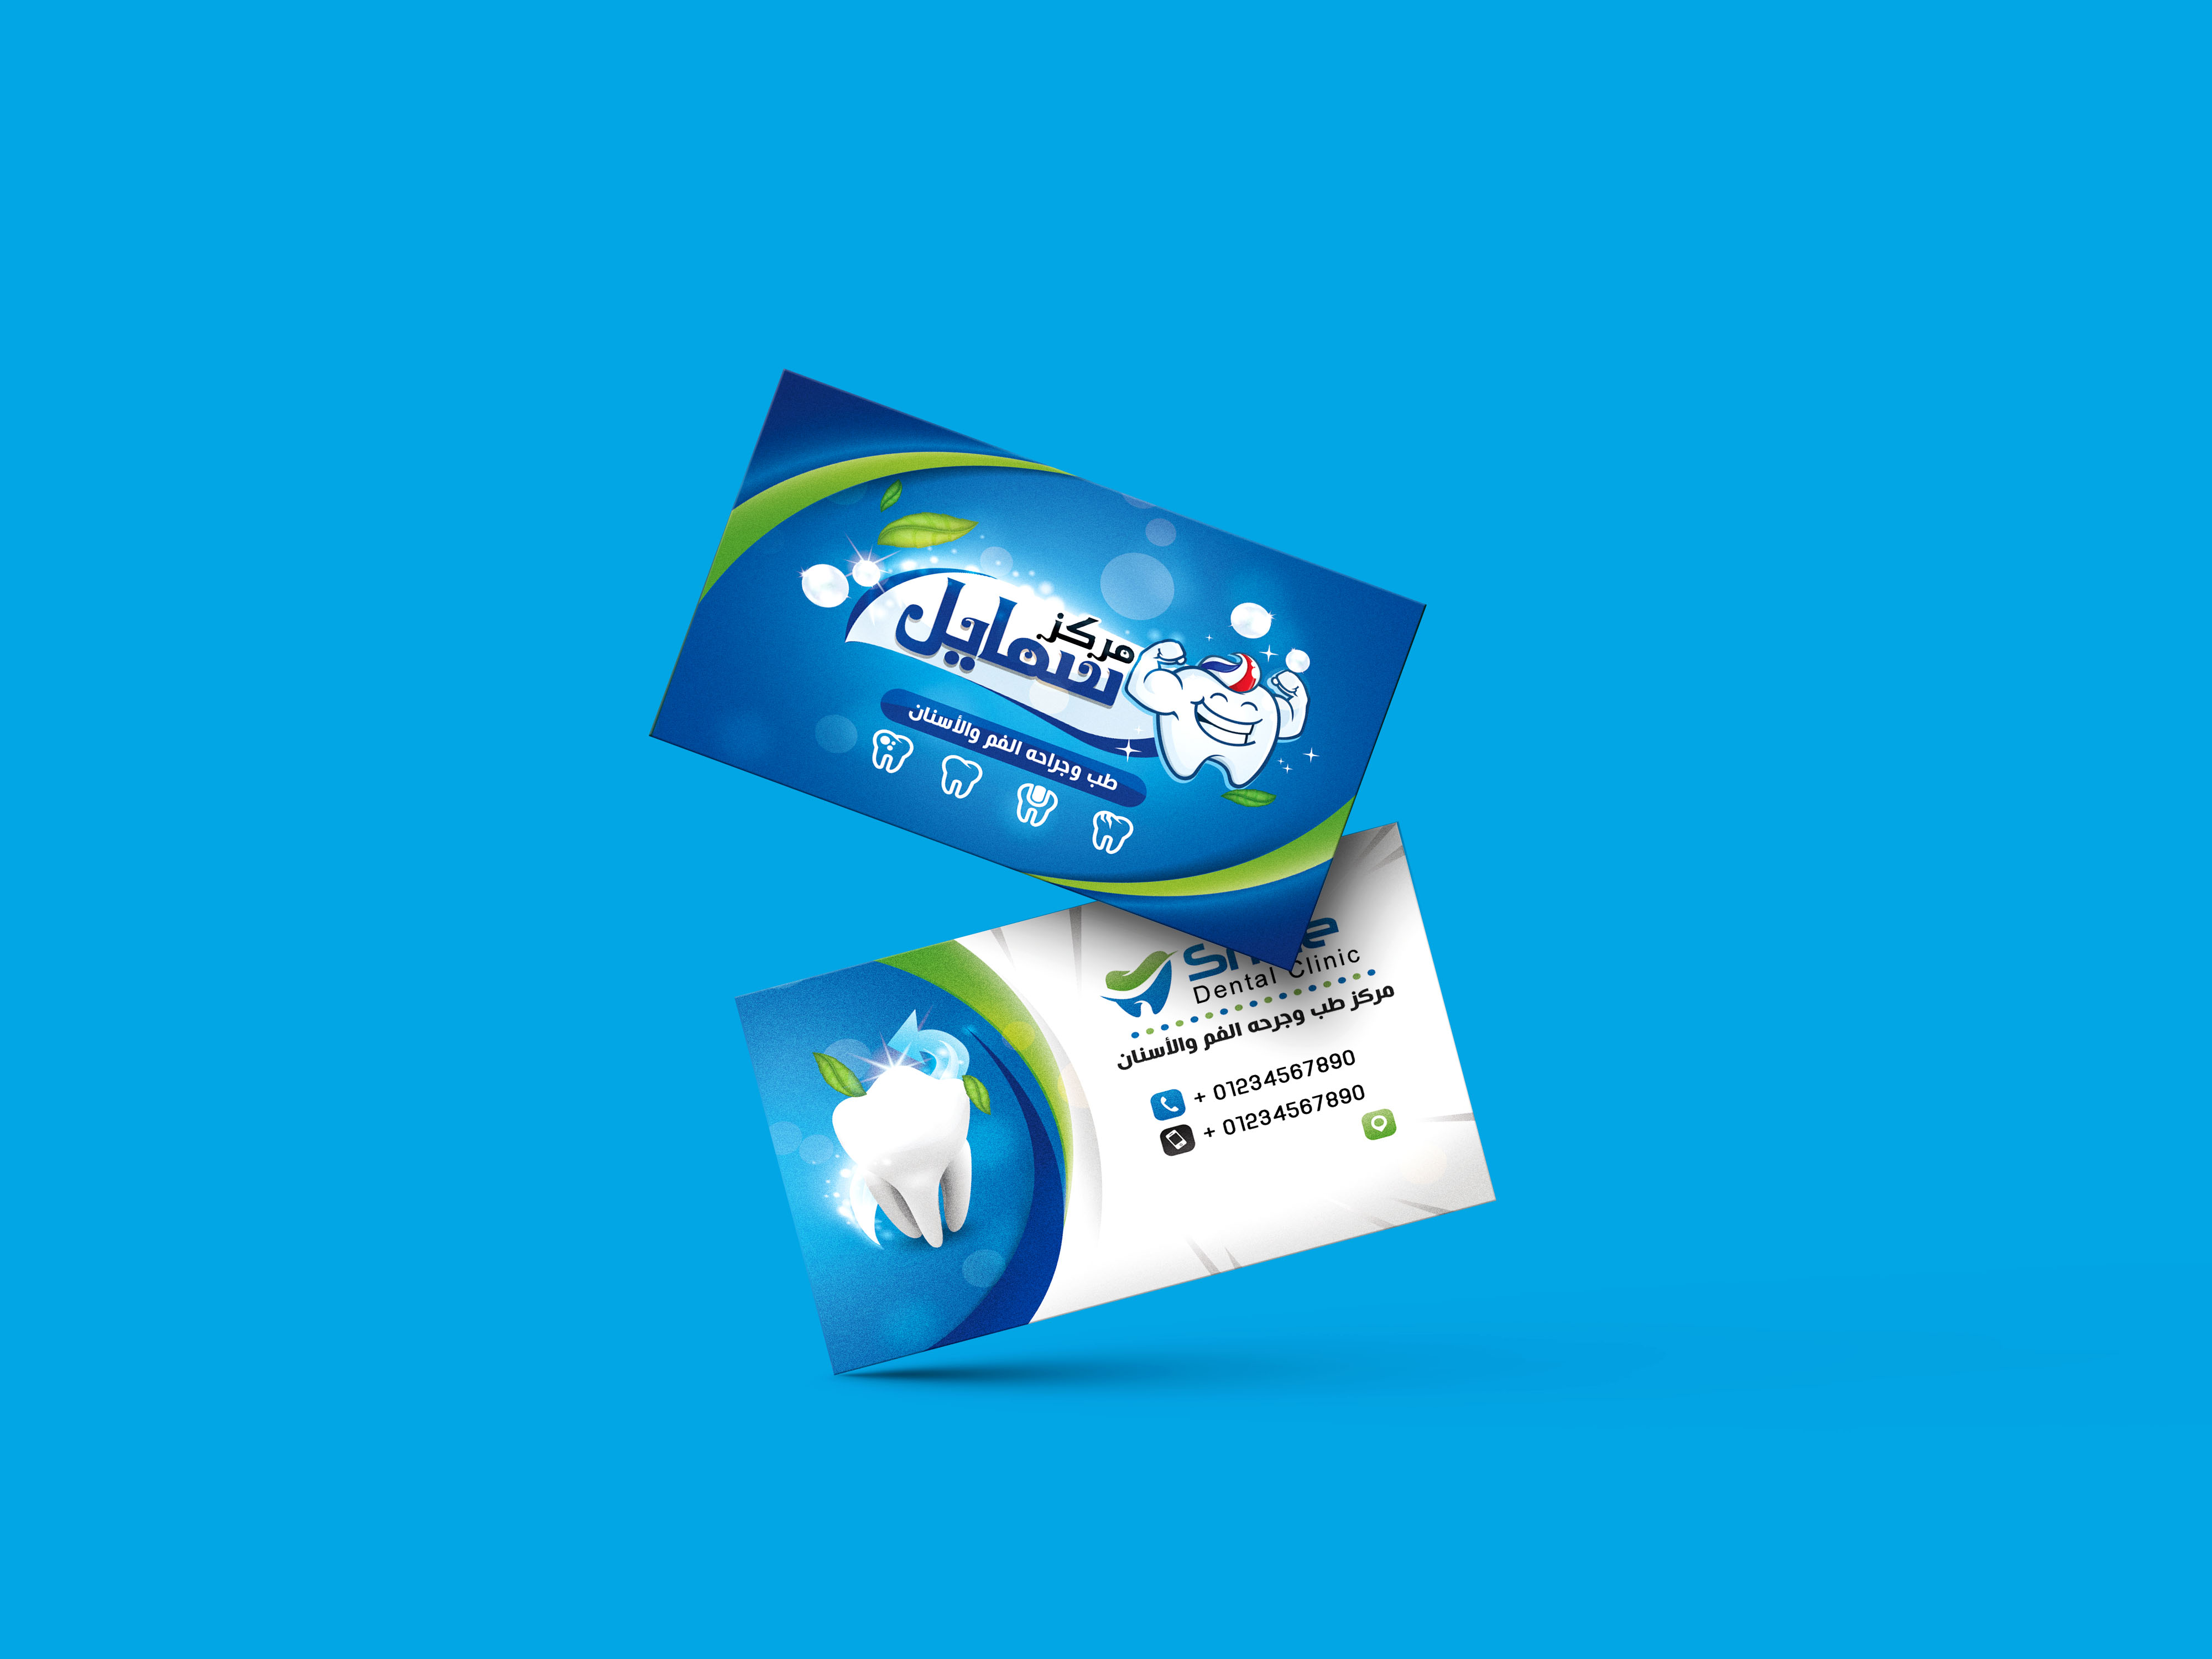 مركز
سمايل
طب وجراحه الفم والأسنان
Dental Clinic
مركز طب وجرحه الفم والأسنان
+ 01234567890
+ 01234567890